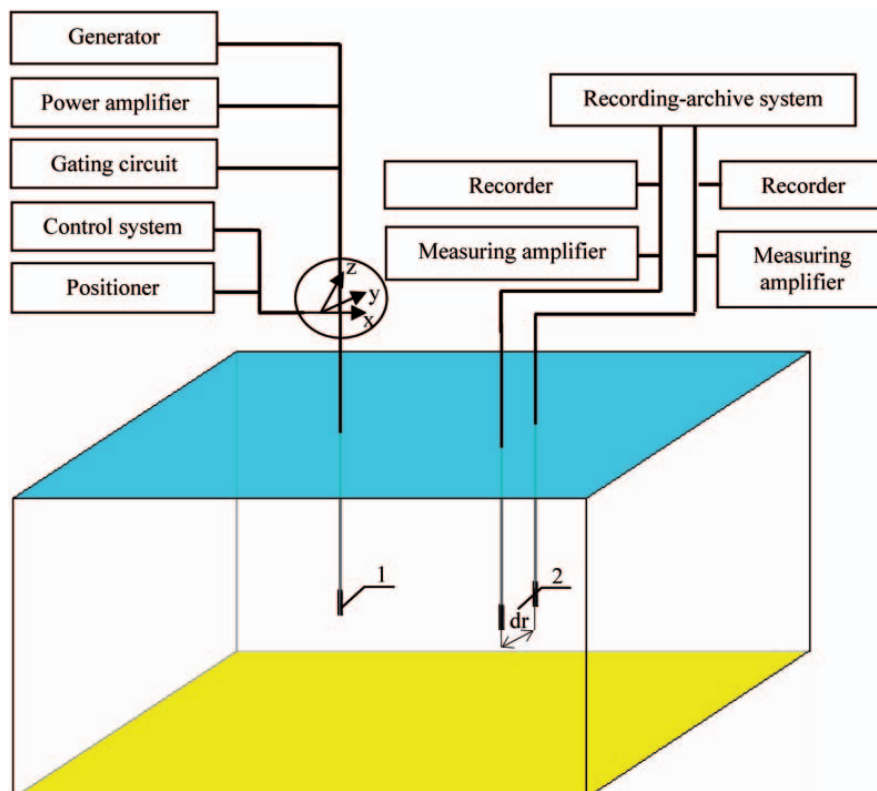 Generator
Power amplifier
Gating circuit
Control system
Positioner
z
y
x
Recording-archive system
Recorder
Measuring amplifier
Recorder
Measuring
amplifier
1
2
dr